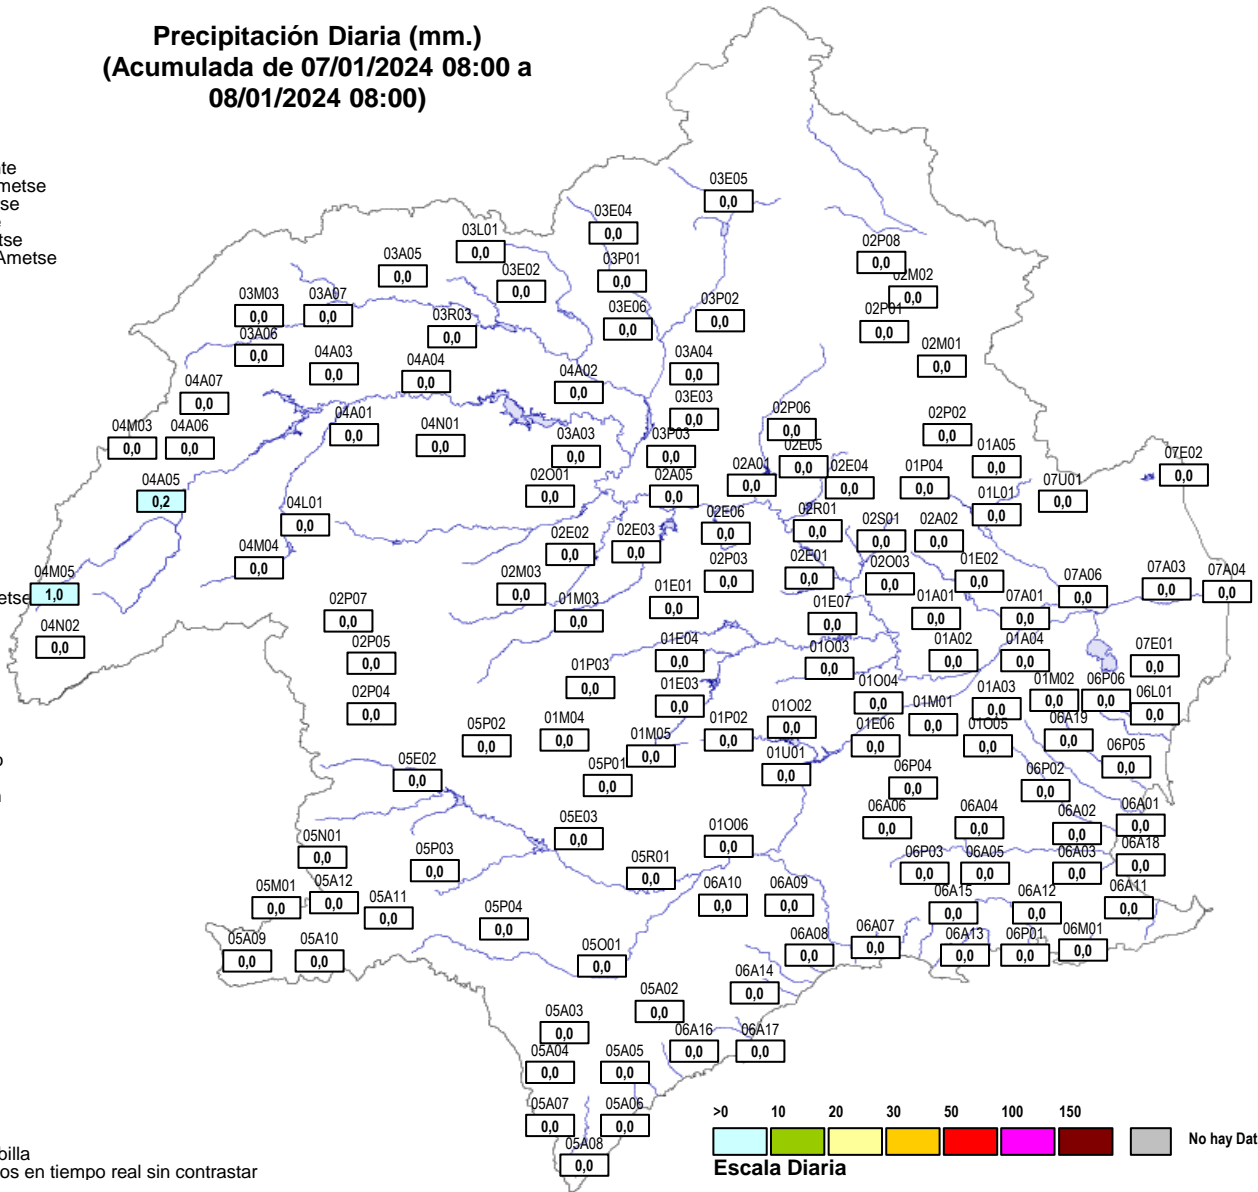 Precipitación Diaria (mm.)
(Acumulada de 07/01/2024 08:00 a
08/01/2024 08:00)
nte
metse
se
e
tse
Ametse
03E05
0,0
03E04
0,0
03L01
0,0
03A05
0,0
03E02
0,0
03P01
0,0
02P08
0,0
02M02
0,0
03M03
0,0
03A07
0,0
03R03
0,0
03E06
0,0
03P02
0,0
02P01
0,0
03A06
0,0
04A03
0,0
04A04
0,0
04A02
0,0
03A04
0,0
02M01
0,0
04A07
0,0
03E03
0,0
04M03
0,0
04A06
0,0
04A01
0,0
04N01
0,0
03A03
0,0
03P03
0,0
02P06
0,0
02P02
0,0
02E05
0,0
01A05
0,0
07E02
0,0
04A05
0,2
02O01
0,0
02A05
0,0
02A01
0,0
02E04
0,0
01P04
0,0
07U01
0,0
04L01
0,0
01L01
0,0
02E06
0,0
02R01
0,0
02S01
0,0
02A02
0,0
04M04
0,0
02E02
0,0
02E03
0,0
04M05
1,0
etse
02M03
0,0
02P03
0,0
02E01
0,0
02O03
0,0
01E02
0,0
07A06
0,0
07A03
0,0
07A04
0,0
02P07
0,0
01M03
0,0
01E01
0,0
01E07
0,0
01A01
0,0
07A01
0,0
04N02
0,0
02P05
0,0
01E04
0,0
01O03
0,0
01A02
0,0
01A04
0,0
07E01
0,0
01P03
0,0
02P04
0,0
01E03
0,0
01O04
0,0
01A03
0,0
01M02
0,0
06P06
0,0
06L01
0,0
05P02
0,0
01M04
0,0
01M05
0,0
01P02
0,0
01O02
0,0
01E06
0,0
01M01
0,0
01O05
0,0
06A19
0,0
o
05E02
0,0
05P01
0,0
01U01
0,0
06P04
0,0
06P02
0,0
06P05
0,0
05N01
0,0
05P03
0,0
05E03
0,0
05R01
0,0
01O06
0,0
06A06
0,0
06A04
0,0
06A02
0,0
06A01
0,0
06P03
0,0
06A05
0,0
06A03
0,0
06A18
0,0
05M01
0,0
05A12
0,0
05A11
0,0
05P04
0,0
06A10
0,0
06A09
0,0
06A15
0,0
06A12
0,0
06A11
0,0
05A09
0,0
05A10
0,0
05O01
0,0
06A08
0,0
06A07
0,0
06A13
0,0
06P01
0,0
06M01
0,0
06A14
0,0
05A02
0,0
05A03
0,0
06A16
0,0
06A17
0,0
05A04
0,0
05A05
0,0
05A07
0,0
05A06
0,0
05A08
0,0
>0 10 20 30 50 100 150
No hay Dat
Escala Diaria
billa
os en tiempo real sin contrastar